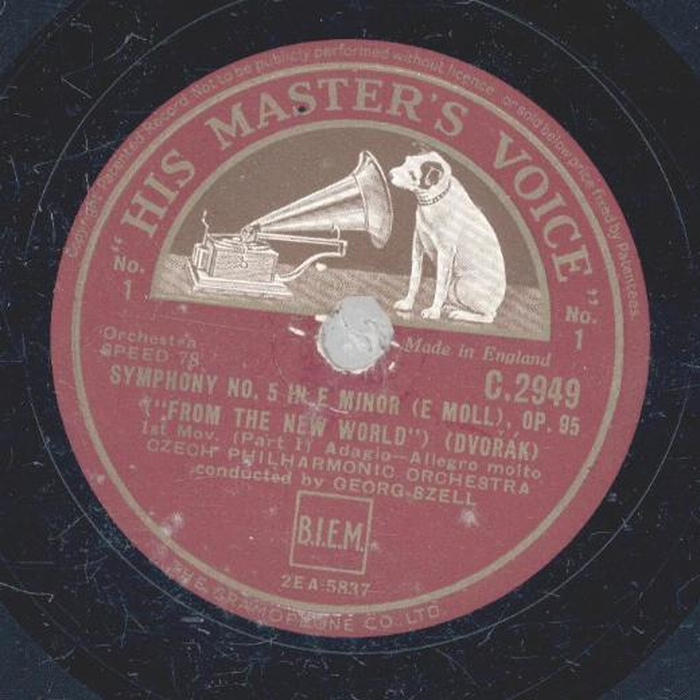 Copyright Patented Record. Not to be publicly performed without licence, or sold below price fixed by Patentees.
"HIS MASTER'S VOICE"
No. 1
No. 1
Orchestra
SPEED 78
Made in England
C.2949
SYMPHONY NO. 5 IN E MINOR (E MOLL), OP. 95
("FROM THE NEW WORLD") (DVOŘÁK)
1st Mov. (Part 1) Adagio—Allegro molto
CZECH PHILHARMONIC ORCHESTRA
conducted by GEORG SZELL
B.I.E.M.
2EA-5837
THE GRAMOPHONE CO. LTD.